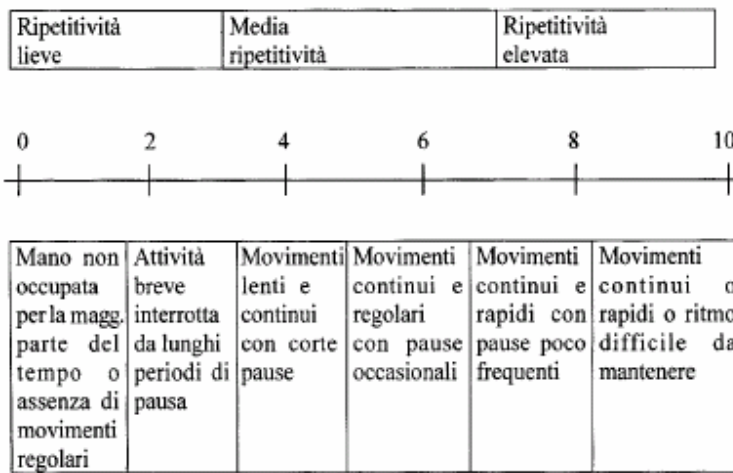 Ripetitività
lieve
Media
ripetitività
Ripetitività
elevata
0 2 4 6 8 10
Mano non
occupata
per la magg.
parte del
tempo o
assenza di
movimenti
regolari
Attività
breve
interrotta
da lunghi
periodi di
pausa
Movimenti
lenti e
continui
con corte
pause
Movimenti
continui e
regolari
con pause
occasionali
Movimenti
continui e
rapidi con
pause poco
frequenti
Movimenti
continui o
rapidi o ritmo
difficile da
mantenere